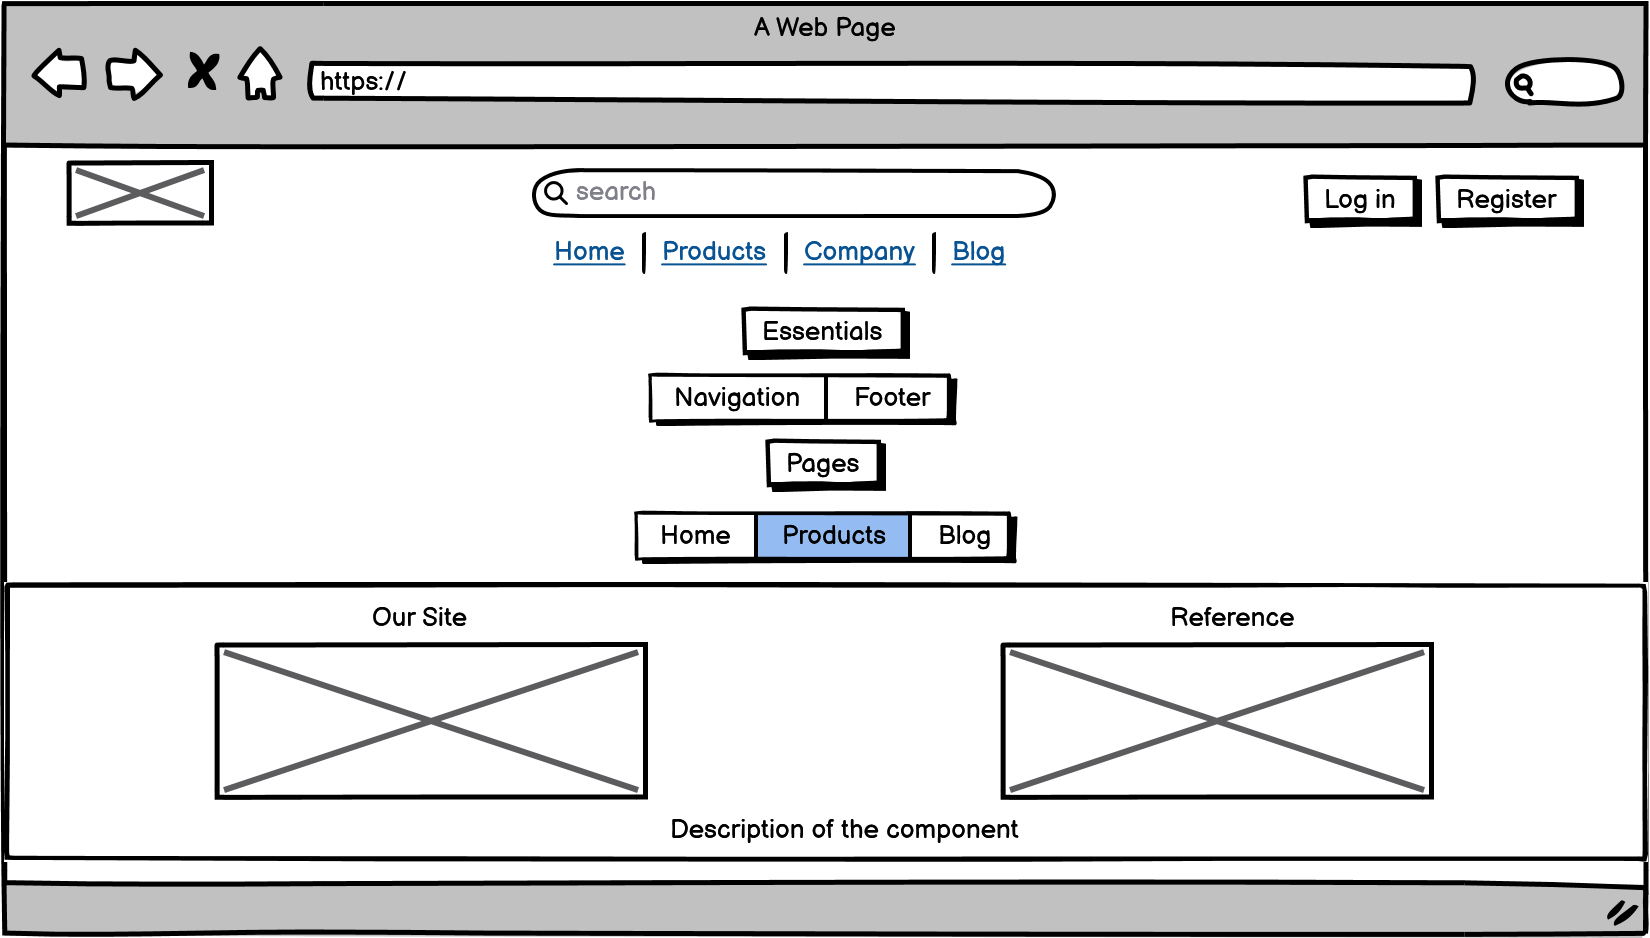 A Web Page
https://
search
Log in Register
Home Products Company Blog
Essentials
Navigation Footer
Pages
Home Products Blog
Our Site Reference
Description of the component